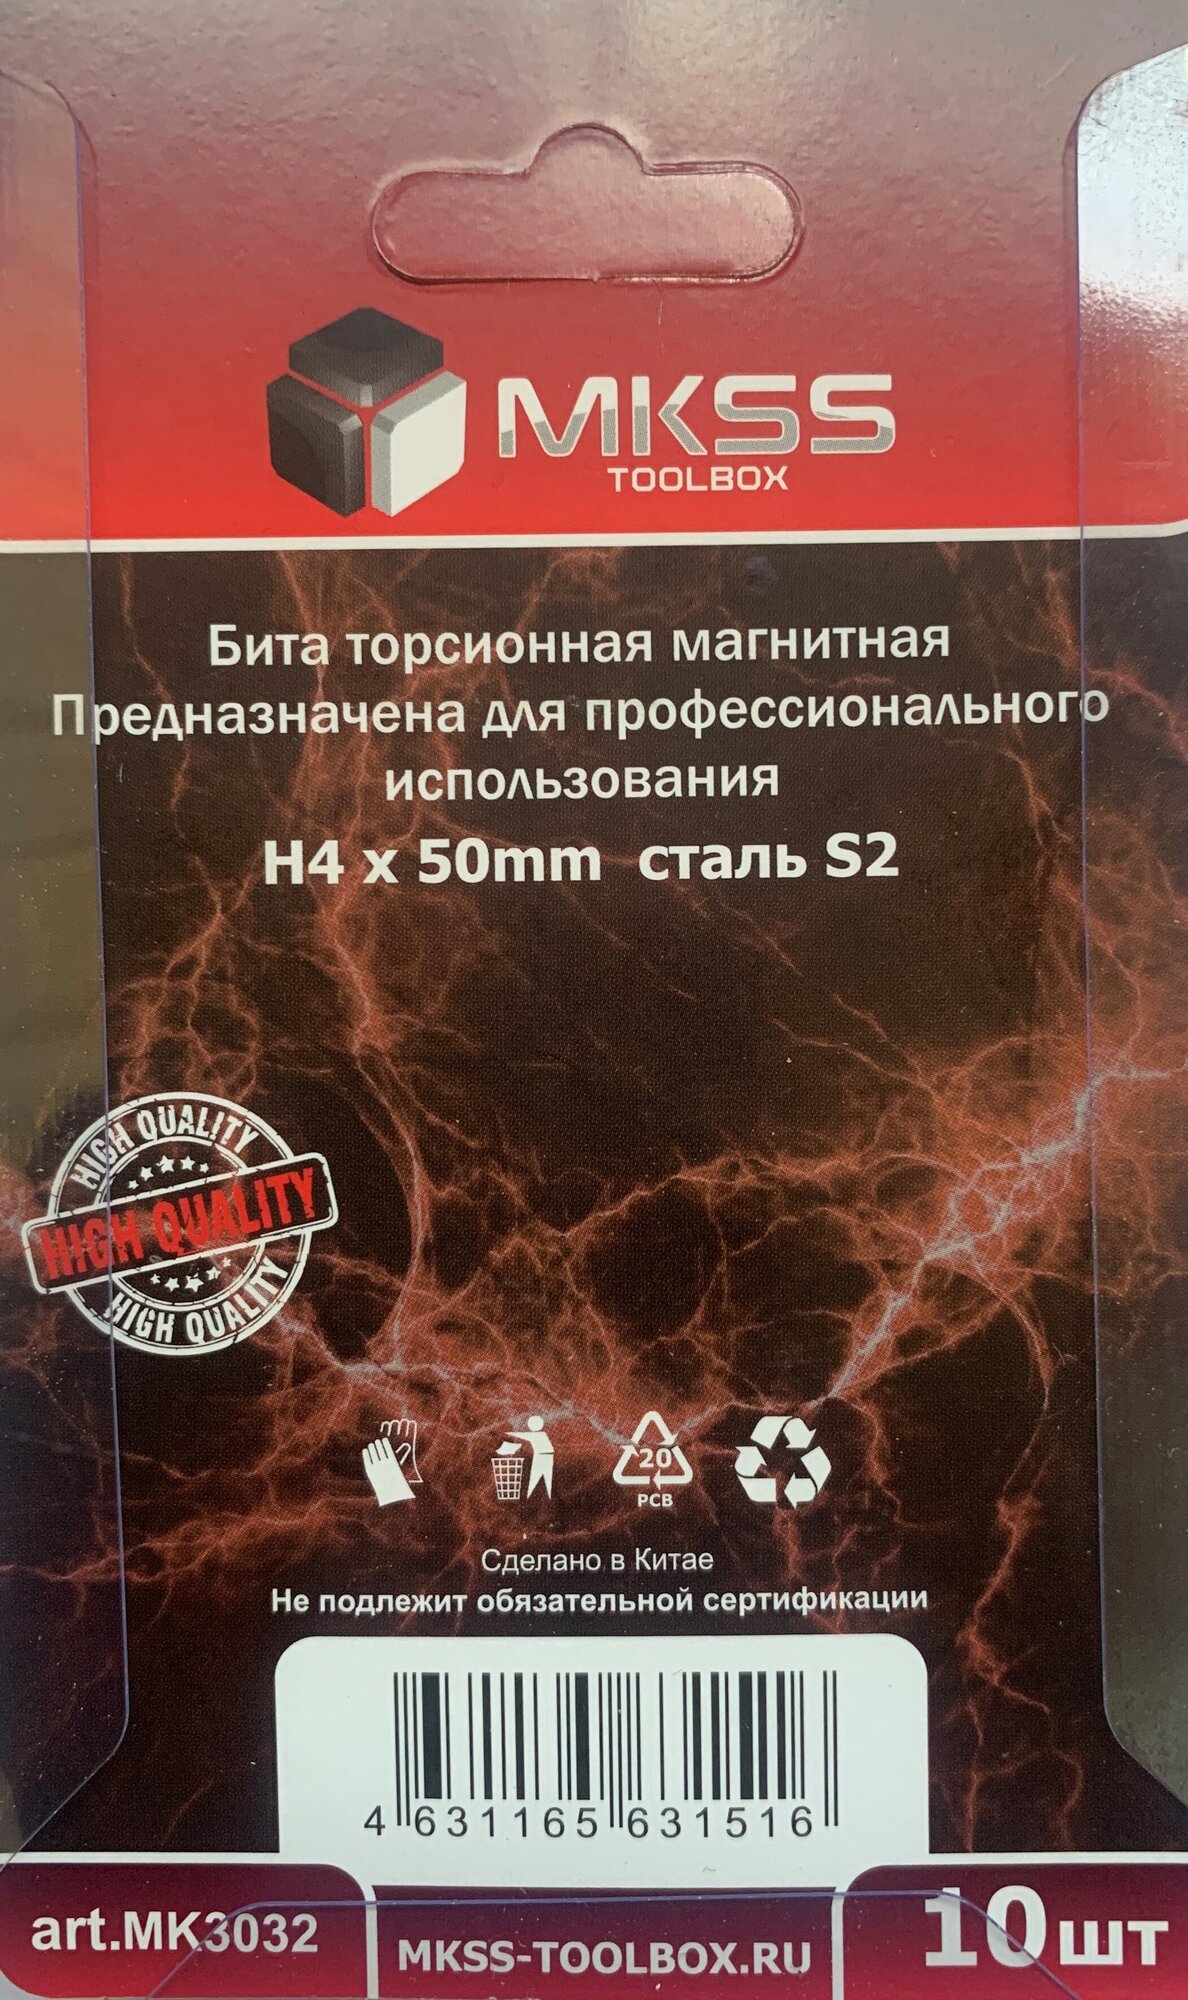 MKSS
TOOLBOX
Бита торсионная магнитная
Предназначена для профессионального
использования
H4 x 50mm сталь S2
HIGH QUALITY
HIGH QUALITY
HIGH QUALITY
20
PCB
Сделано в Китае
Не подлежит обязательной сертификации
4 631165 631516
art.MK3032
MKSS-TOOLBOX.RU
10шт